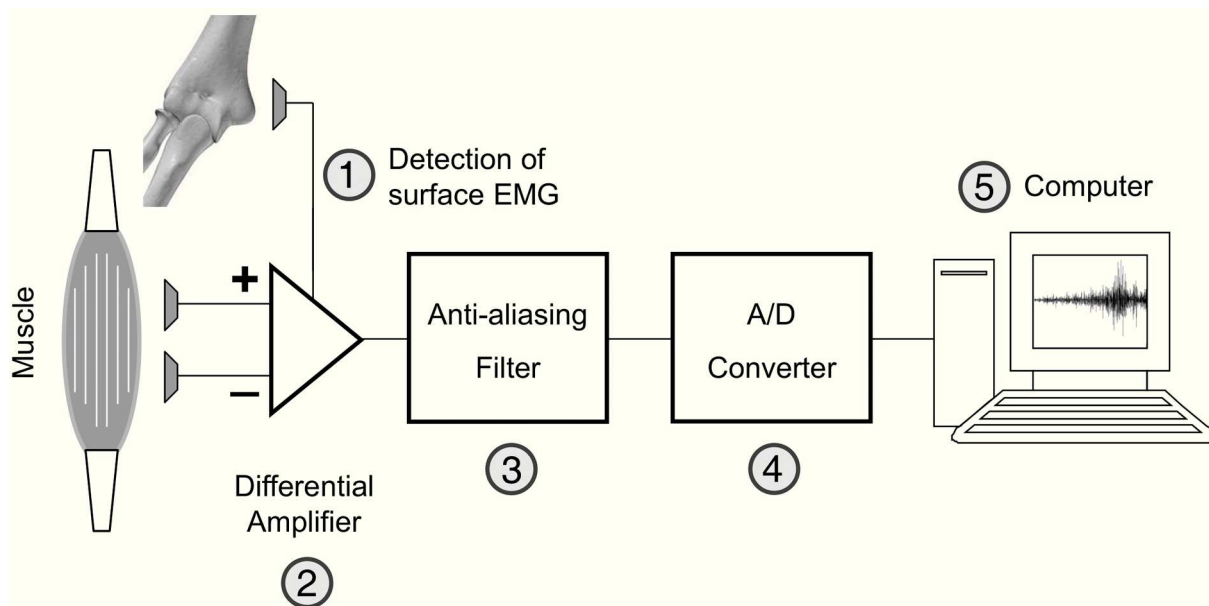 1
Detection of
surface EMG
5
Computer
Muscle
+
−
Anti-aliasing
Filter
A/D
Converter
3
4
Differential
Amplifier
2